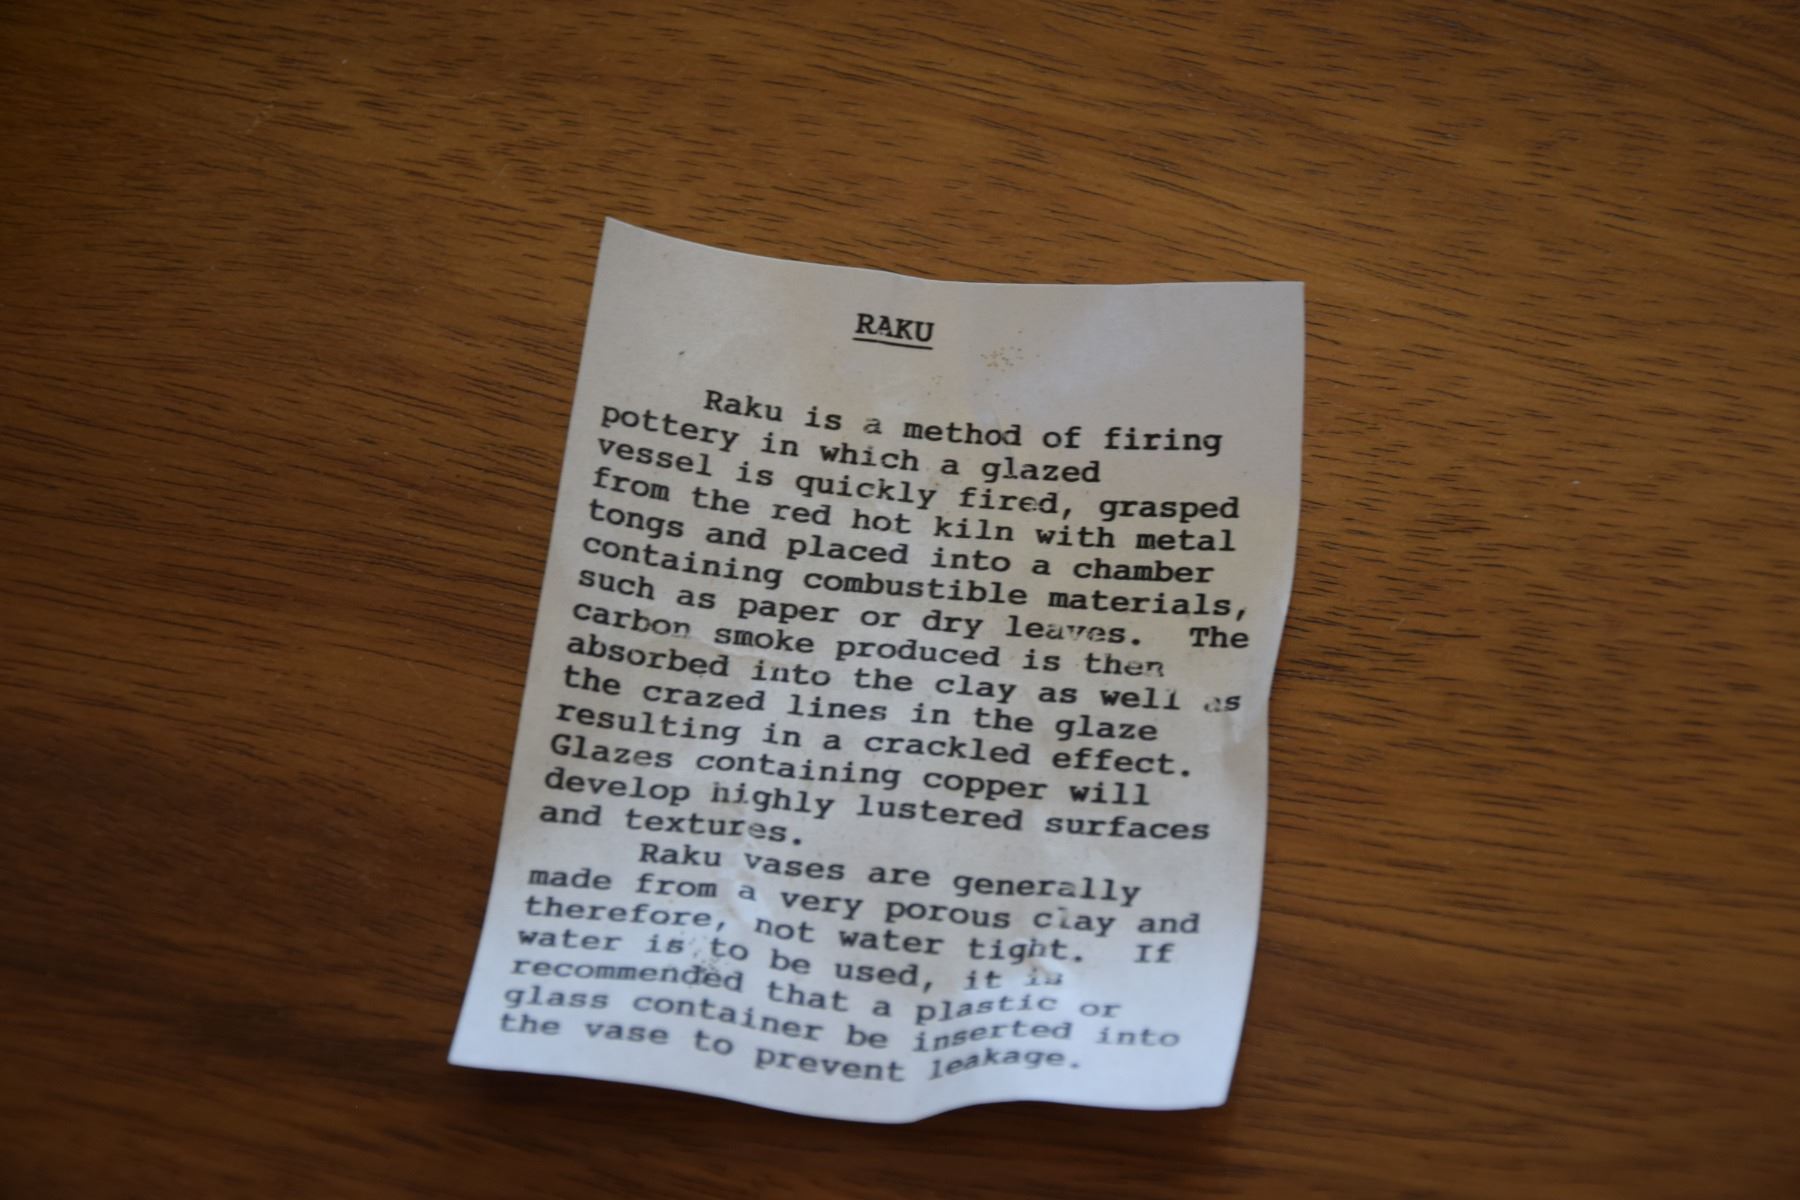 RAKU
Raku is a method of firing
pottery in which a glazed
vessel is quickly fired, grasped
from the red hot kiln with metal
tongs and placed into a chamber
containing combustible materials,
such as paper or dry leaves. The
carbon smoke produced is then
absorbed into the clay as well as
the crazed lines in the glaze
resulting in a crackled effect.
Glazes containing copper will
develop highly lustered surfaces
and textures.
Raku vases are generally
made from a very porous clay and
therefore, not water tight. If
water is to be used, it is
recommended that a plastic or
glass container be inserted into
the vase to prevent leakage.